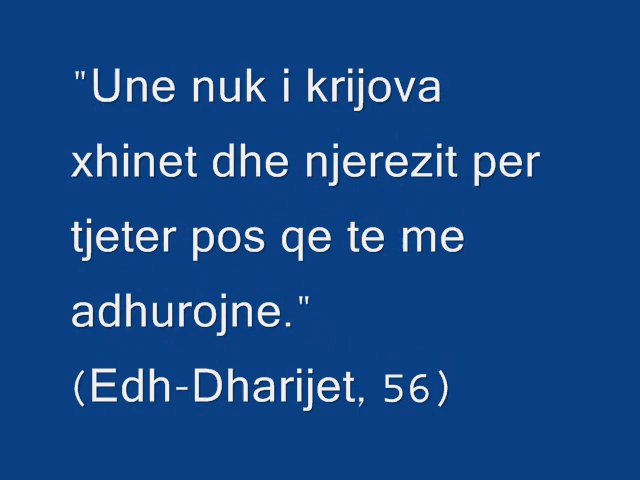 "Une nuk i krijova
xhinet dhe njerezit per
tjeter pos qe te me
adhurojne."
(Edh-Dharijet, 56)